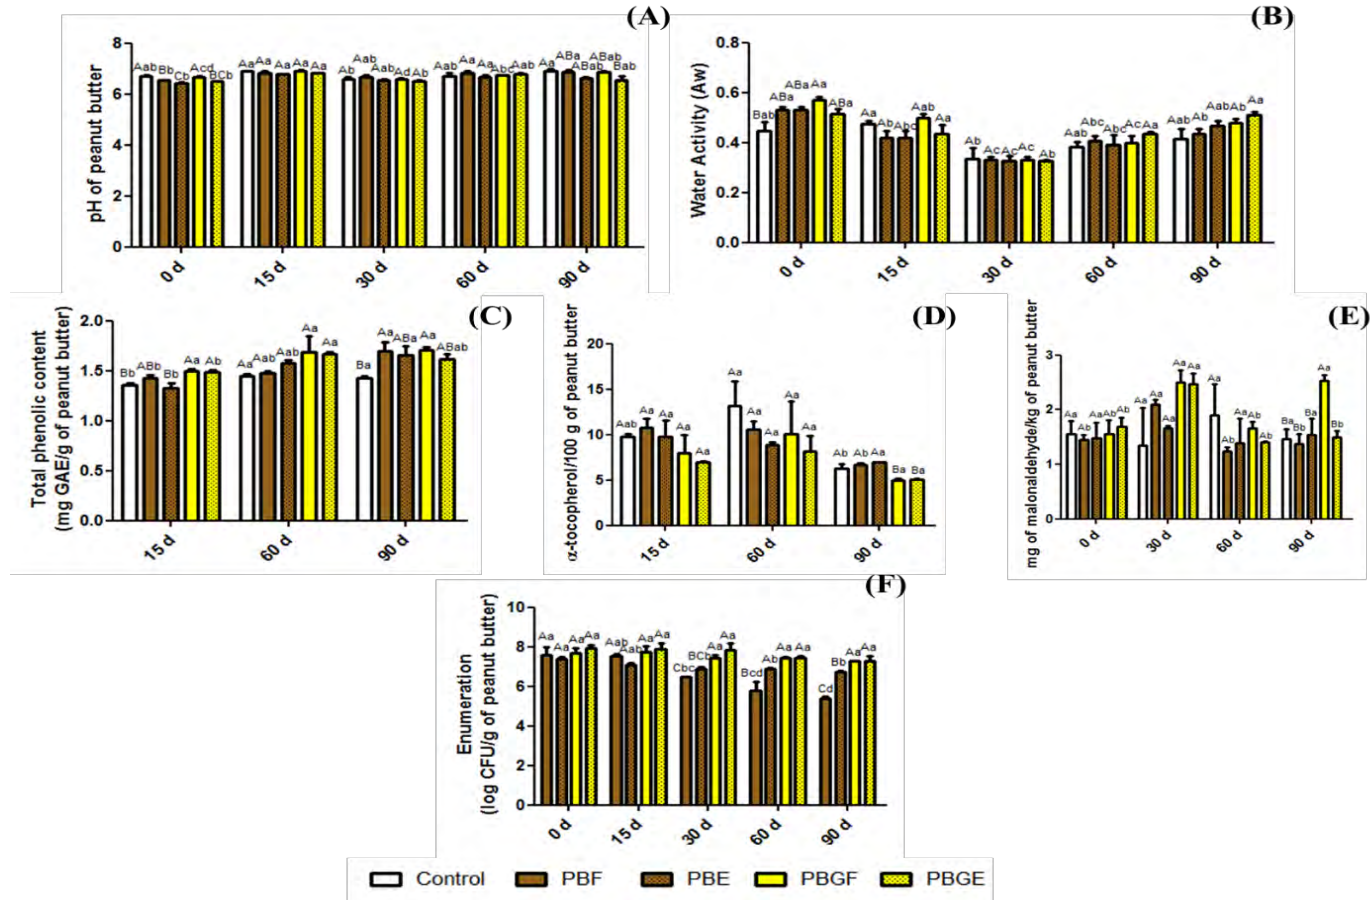 (A)
pH of peanut butter
8
6
4
2
0
Aab Bb Cb Acd BCb
Aa Aa Aa Aa Aa
Ab Aab Aab Ad Ab
Aab Aa Aa Abc Aab
Aa ABa ABab ABab Bab
0 d 15 d 30 d 60 d 90 d
(B)
Water Activity (Aw)
0.8
0.6
0.4
0.2
0.0
Bab ABa ABa Aa ABa
Aa Ab Abc Aab Aa
Ab Ac Ac Ac Ab
Aab Abc Abc Ac Aa
Aab Ab Aab Ab Aa
0 d 15 d 30 d 60 d 90 d
(C)
Total phenolic content
(mg GAE/g of peanut butter)
2.0
1.5
1.0
0.5
0.0
Bb ABb Bb Aa Ab
Aa Aab Aab Aa Aa
Ba Aa ABa Aa ABab
15 d 60 d 90 d
(D)
α-tocopherol/100 g of peanut butter
20
15
10
5
0
Aab Aa Aa Aa Aa
Aa Aa Aa Aa Aa
Ab Ab Aa Ba Ba
15 d 60 d 90 d
(E)
mg of malonaldehyde/kg of peanut butter
3
2
1
0
Aa Ab Aa Ab Ab
Aa Aa Aa Aa Aa
Aa Ab Aa Ab Ab
Ba Bb Ba Aa Bb
0 d 30 d 60 d 90 d
(F)
Enumeration
(log CFU/g of peanut butter)
10
8
6
4
2
0
Aa Aa Aa Aa
Aab Aab Aa Aa
Cbc BCb Aa Aa
Bcd Ab Aa Aa
Cd Bb Aa Aa
0 d 15 d 30 d 60 d 90 d
Control PBF PBE PBGF PBGE